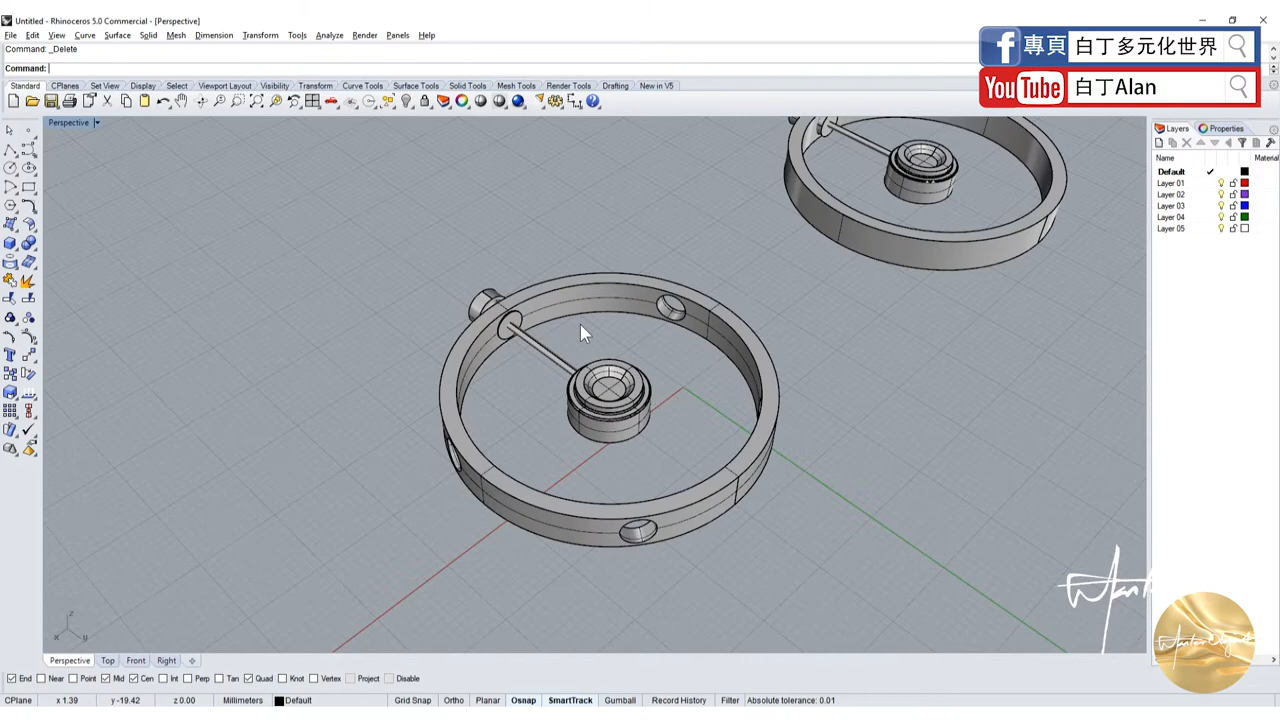 Untitled - Rhinoceros 5.0 Commercial - [Perspective]
File Edit View Curve Surface Solid Mesh Dimension Transform Tools Analyze Render Panels Help
Command: _Delete
Command:
專頁 白丁多元化世界
YouTube 白丁Alan
Standard CPlanes Set View Display Select Viewport Layout Visibility Transform Curve Tools Surface Tools Solid Tools Mesh Tools Render Tools Drafting New in V5
Perspective
Layers Properties
Name Material
Default
Layer 01
Layer 02
Layer 03
Layer 04
Layer 05
z
x y
Perspective Top Front Right
End Near Point Mid Cen Int Perp Tan Quad Knot Vertex Project Disable
CPlane x 1.39 y -19.42 z 0.00 Millimeters Default Grid Snap Ortho Planar Osnap SmartTrack Gumball Record History Filter Absolute tolerance: 0.01